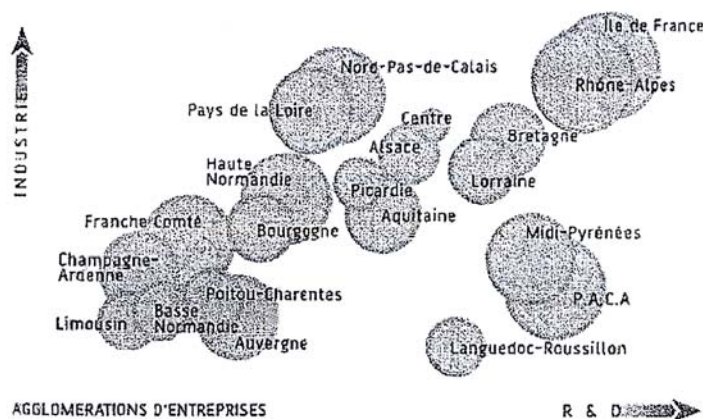 INDUSTRIE
Île de France
Nord-Pas-de-Calais
Rhône-Alpes
Pays de la Loire
Centre
Bretagne
Alsace
Haute
Normandie
Picardie
Lorraine
Franche Comté
Bourgogne
Aquitaine
Midi-Pyrénées
Champagne-
Ardenne
Poitou-Charentes
P.A.C.A
Limousin
Basse
Normandie
Auvergne
Languedoc-Roussillon
AGGLOMERATIONS D'ENTREPRISES
R & D